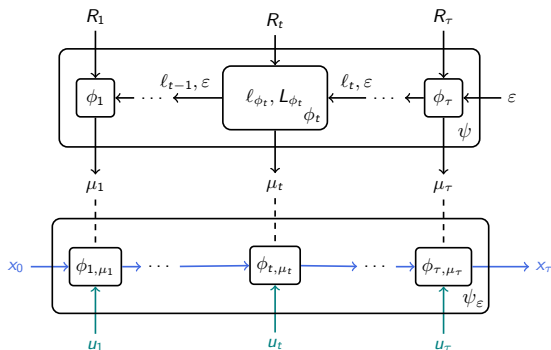 R₁ R_t R_τ
ℓ_{t−1}, ε ℓ_t, ε
ϕ₁ ··· ℓ_{ϕ_t}, L_{ϕ_t} ··· ϕ_τ ε
ϕ_t
ψ
μ₁ μ_t μ_τ
x₀ ϕ_{1,μ₁} ··· ϕ_{t,μ_t} ··· ϕ_{τ,μ_τ} x_τ
ψ_ε
u₁ u_t u_τ